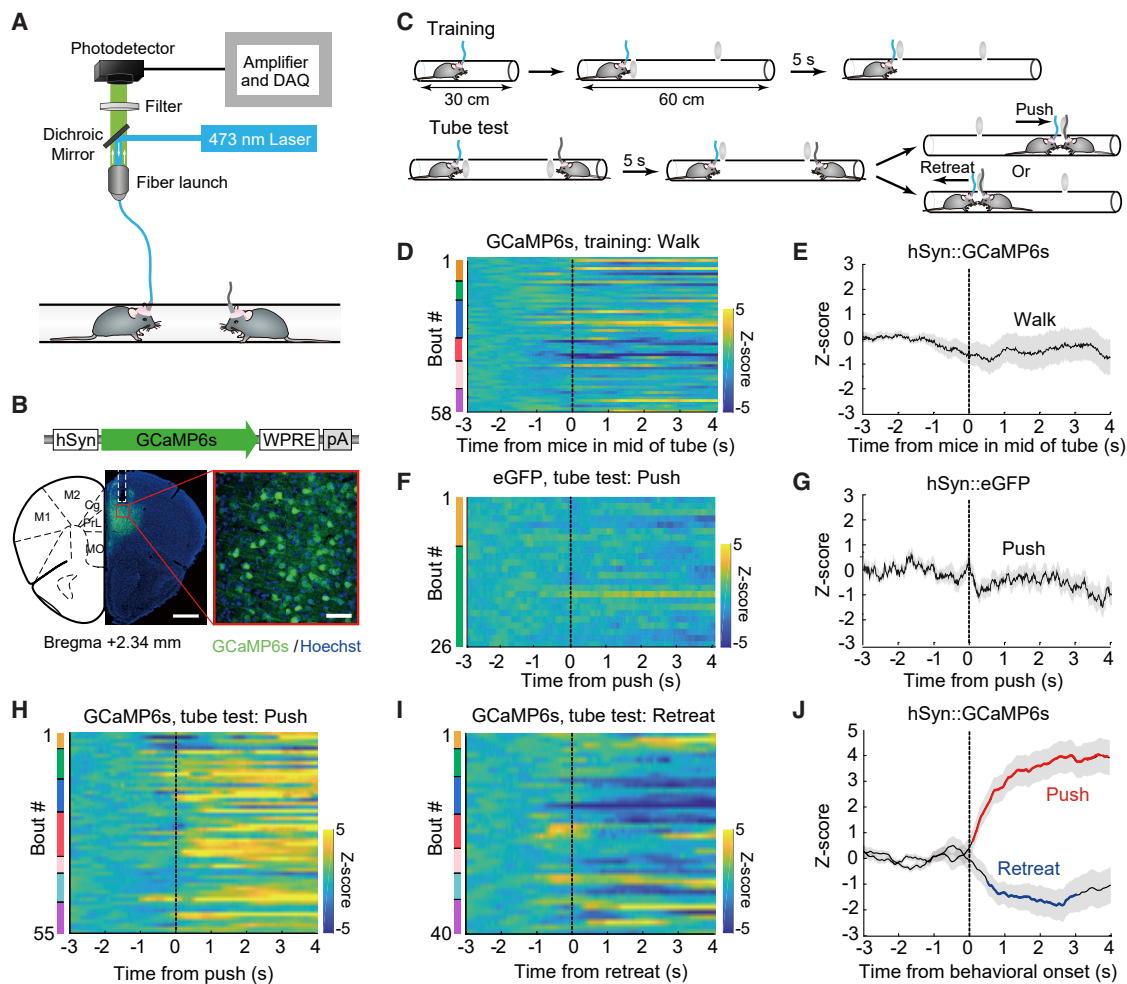 A
Photodetector
Amplifier
and DAQ
Filter
Dichroic
Mirror
473 nm Laser
Fiber launch
B
hSyn
GCaMP6s
WPRE
pA
M2
M1
Cg
PrL
MO
Bregma +2.34 mm
GCaMP6s / Hoechst
C
Training
30 cm
60 cm
5 s
Tube test
5 s
Push
Retreat
Or
D
GCaMP6s, training: Walk
1
Bout #
58
5
Z-score
-5
-3 -2 -1 0 1 2 3 4
Time from mice in mid of tube (s)
E
hSyn::GCaMP6s
3
2
1
0
-1
-2
-3
Z-score
Walk
-3 -2 -1 0 1 2 3 4
Time from mice in mid of tube (s)
F
eGFP, tube test: Push
1
Bout #
26
5
Z-score
-5
-3 -2 -1 0 1 2 3 4
Time from push (s)
G
hSyn::eGFP
3
2
1
0
-1
-2
-3
Z-score
Push
-3 -2 -1 0 1 2 3 4
Time from push (s)
H
GCaMP6s, tube test: Push
1
Bout #
55
5
Z-score
-5
-3 -2 -1 0 1 2 3 4
Time from push (s)
I
GCaMP6s, tube test: Retreat
1
Bout #
40
5
Z-score
-5
-3 -2 -1 0 1 2 3 4
Time from retreat (s)
J
hSyn::GCaMP6s
5
4
3
2
1
0
-1
-2
-3
Z-score
Push
Retreat
-3 -2 -1 0 1 2 3 4
Time from behavioral onset (s)